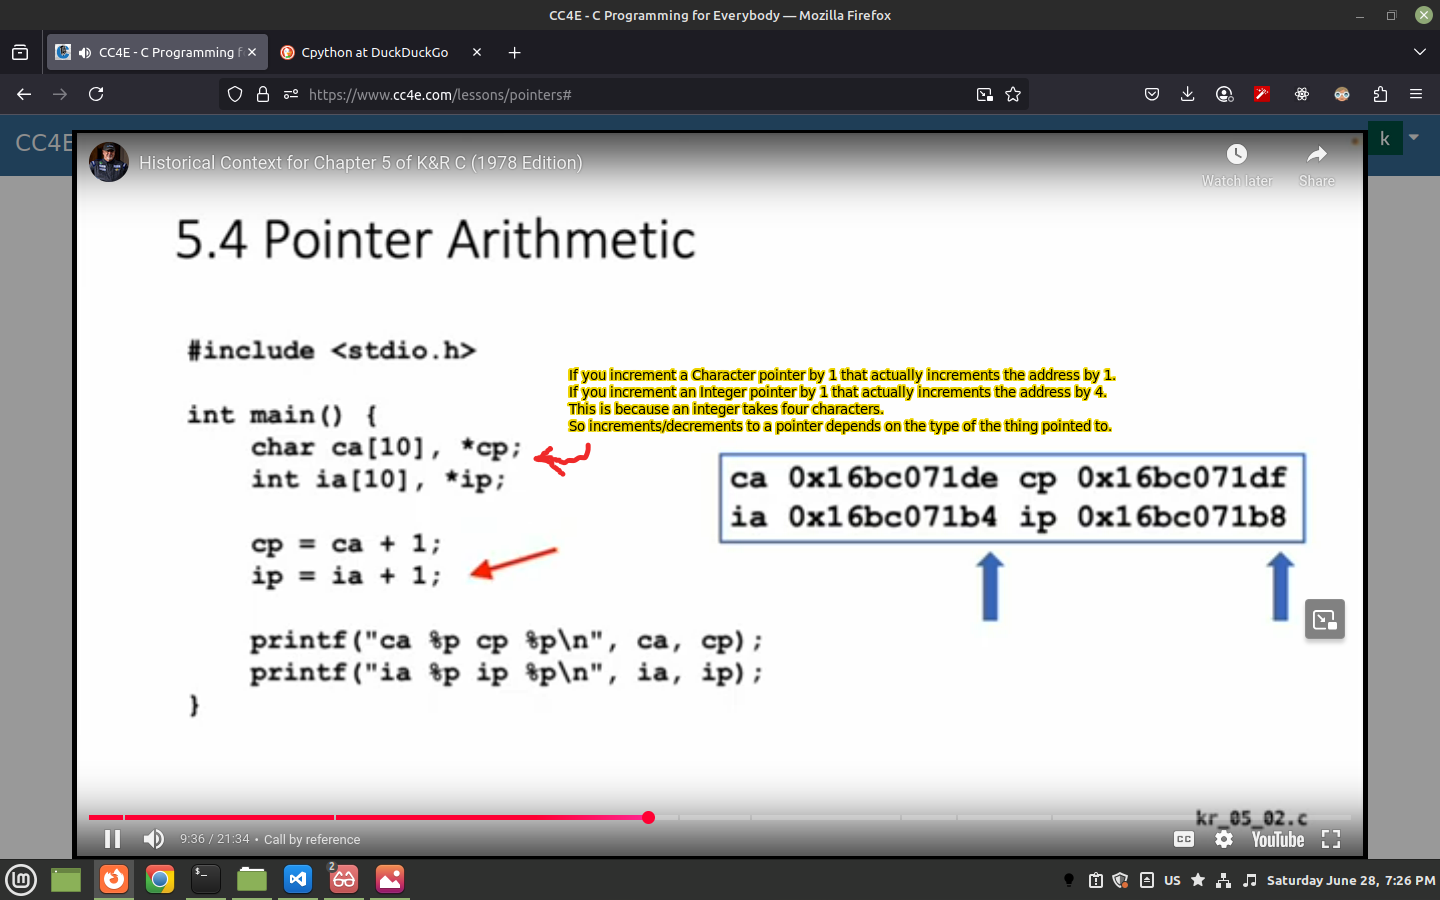 CC4E - C Programming for Everybody — Mozilla Firefox
CC4E - C Programming f
Cpython at DuckDuckGo
https://www.cc4e.com/lessons/pointers#
CC4E
k
Historical Context for Chapter 5 of K&R C (1978 Edition)
Watch later
Share
5.4 Pointer Arithmetic
#include <stdio.h>
If you increment a Character pointer by 1 that actually increments the address by 1.
If you increment an Integer pointer by 1 that actually increments the address by 4.
This is because an integer takes four characters.
So increments/decrements to a pointer depends on the type of the thing pointed to.
int main() {
char ca[10], *cp;
int ia[10], *ip;
ca 0x16bc071de cp 0x16bc071df
ia 0x16bc071b4 ip 0x16bc071b8
cp = ca + 1;
ip = ia + 1;
printf("ca %p cp %p\n", ca, cp);
printf("ia %p ip %p\n", ia, ip);
}
kr_05_02.c
9:36 / 21:34 • Call by reference
CC
YouTube
2
US
Saturday June 28, 7:26 PM